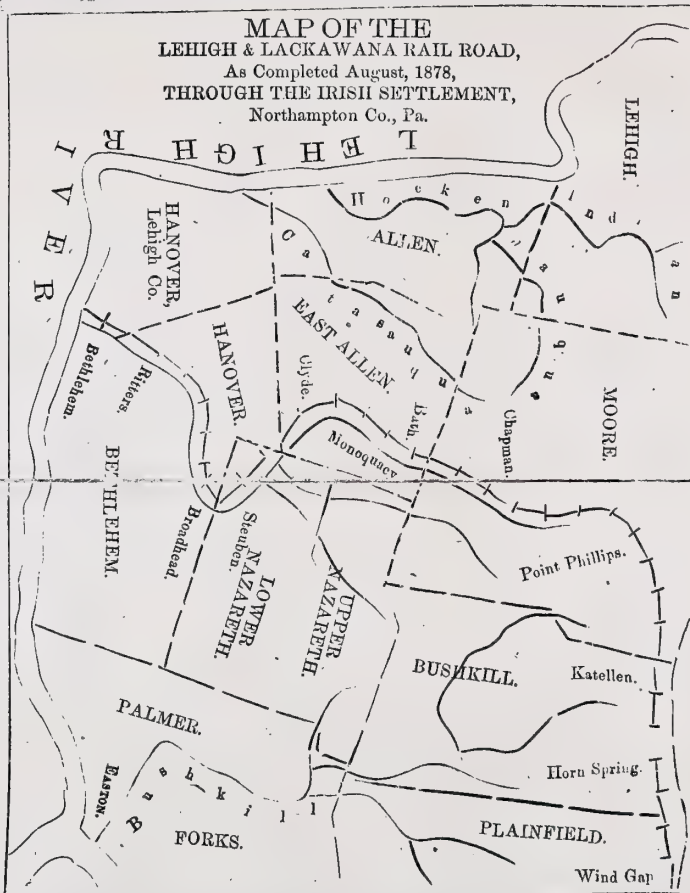 MAP OF THE
LEHIGH & LACKAWANA RAIL ROAD,
As Completed August, 1878,
THROUGH THE IRISH SETTLEMENT,
Northampton Co., Pa.
LEHIGH RIVER
LEHIGH.
Hockendauqua
Indian
HANOVER,
Lehigh Co.
ALLEN.
Catasauqua
EAST ALLEN.
HANOVER.
MOORE.
Bethlehem.
Ritters.
Clyde.
Bath.
Chapman.
Monoquacy
BETHLEHEM.
Broadhead.
Steuben.
LOWER
NAZARETH.
UPPER
NAZARETH.
Point Phillips.
BUSHKILL.
Katellen.
PALMER.
Horn Spring.
EASTON.
Bushkill
FORKS.
PLAINFIELD.
Wind Gap